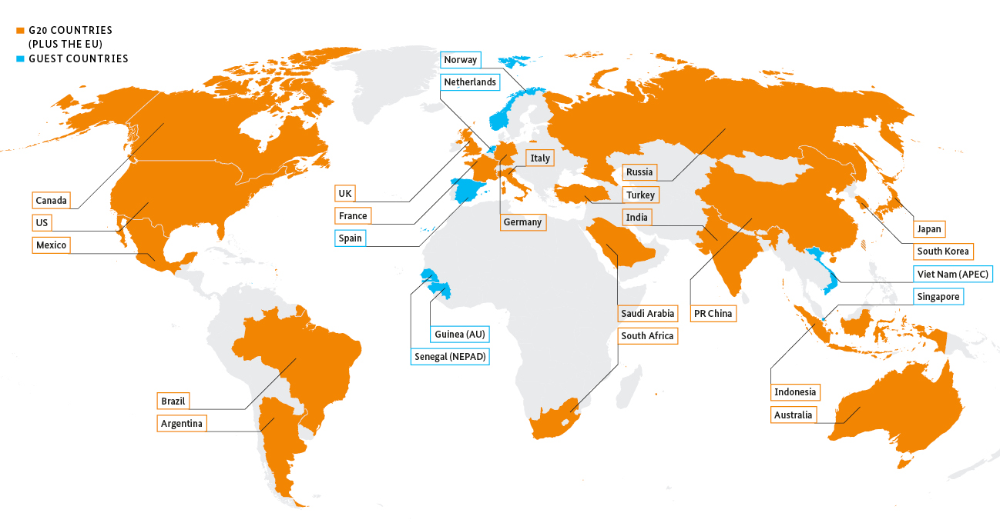 G20 COUNTRIES
(PLUS THE EU)
GUEST COUNTRIES
Norway
Netherlands
Italy
Russia
Canada
UK
Turkey
US
France
Germany
India
Japan
Mexico
Spain
South Korea
Viet Nam (APEC)
Singapore
Saudi Arabia
PR China
Guinea (AU)
South Africa
Senegal (NEPAD)
Indonesia
Brazil
Australia
Argentina